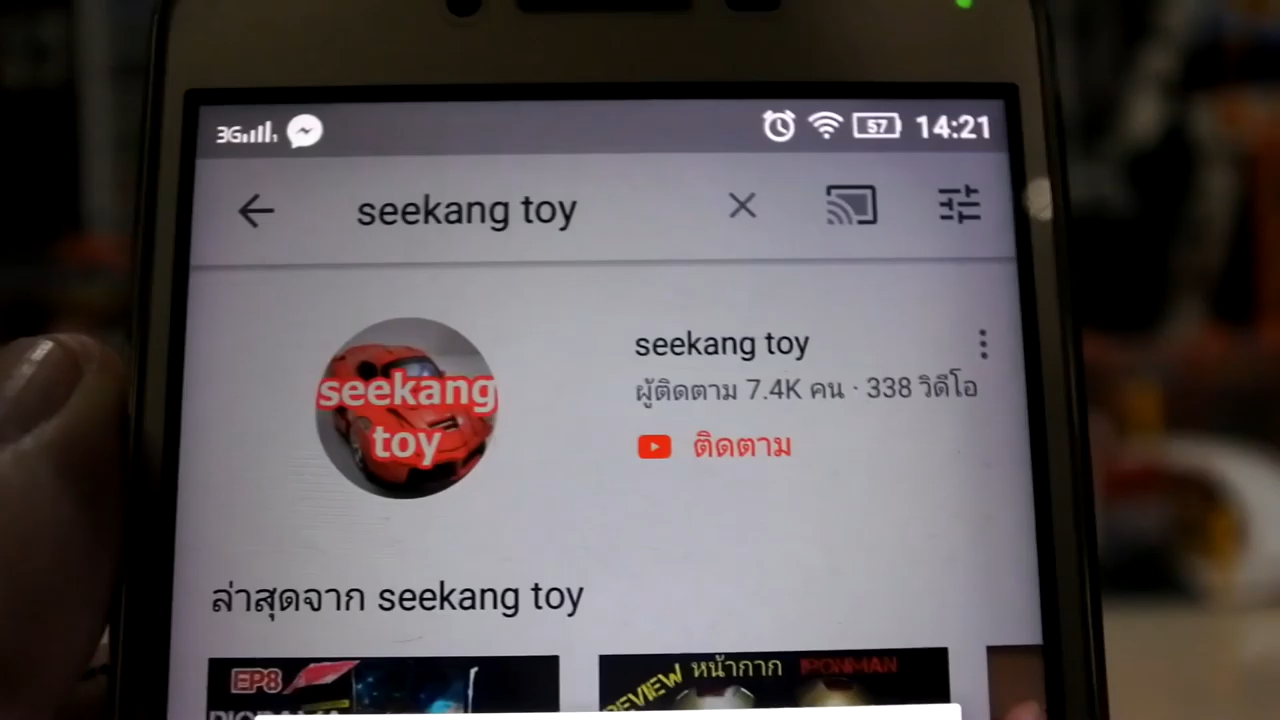 3G 57 14:21
seekang toy
seekang
toy
seekang toy
ผู้ติดตาม 7.4K คน · 338 วิดีโอ
ติดตาม
ล่าสุดจาก seekang toy
EP8
REVIEW หน้ากาก IRONMAN